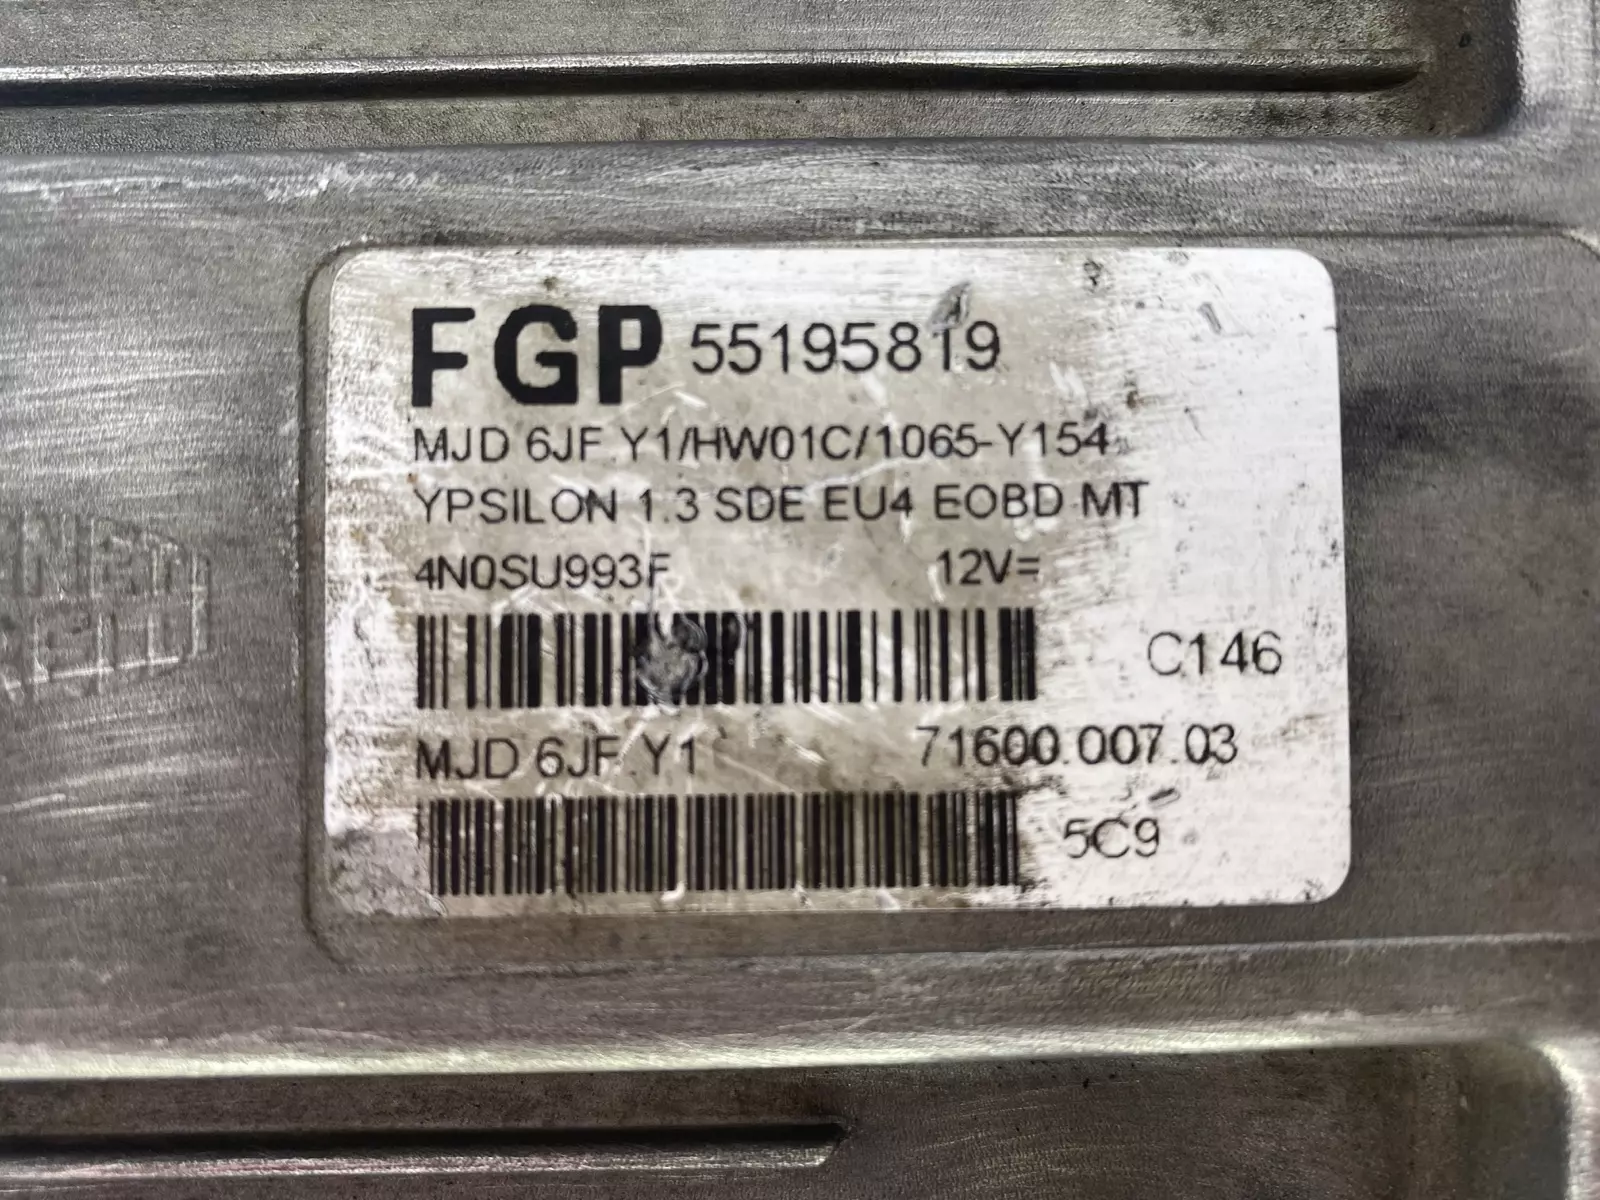 FGP 55195819
MJD 6JF.Y1/HW01C/1065-Y154
YPSILON 1.3 SDE EU4 EOBD MT
4N0SU993F 12V=
C146
MJD 6JF.Y1 71600.007.03
5C9